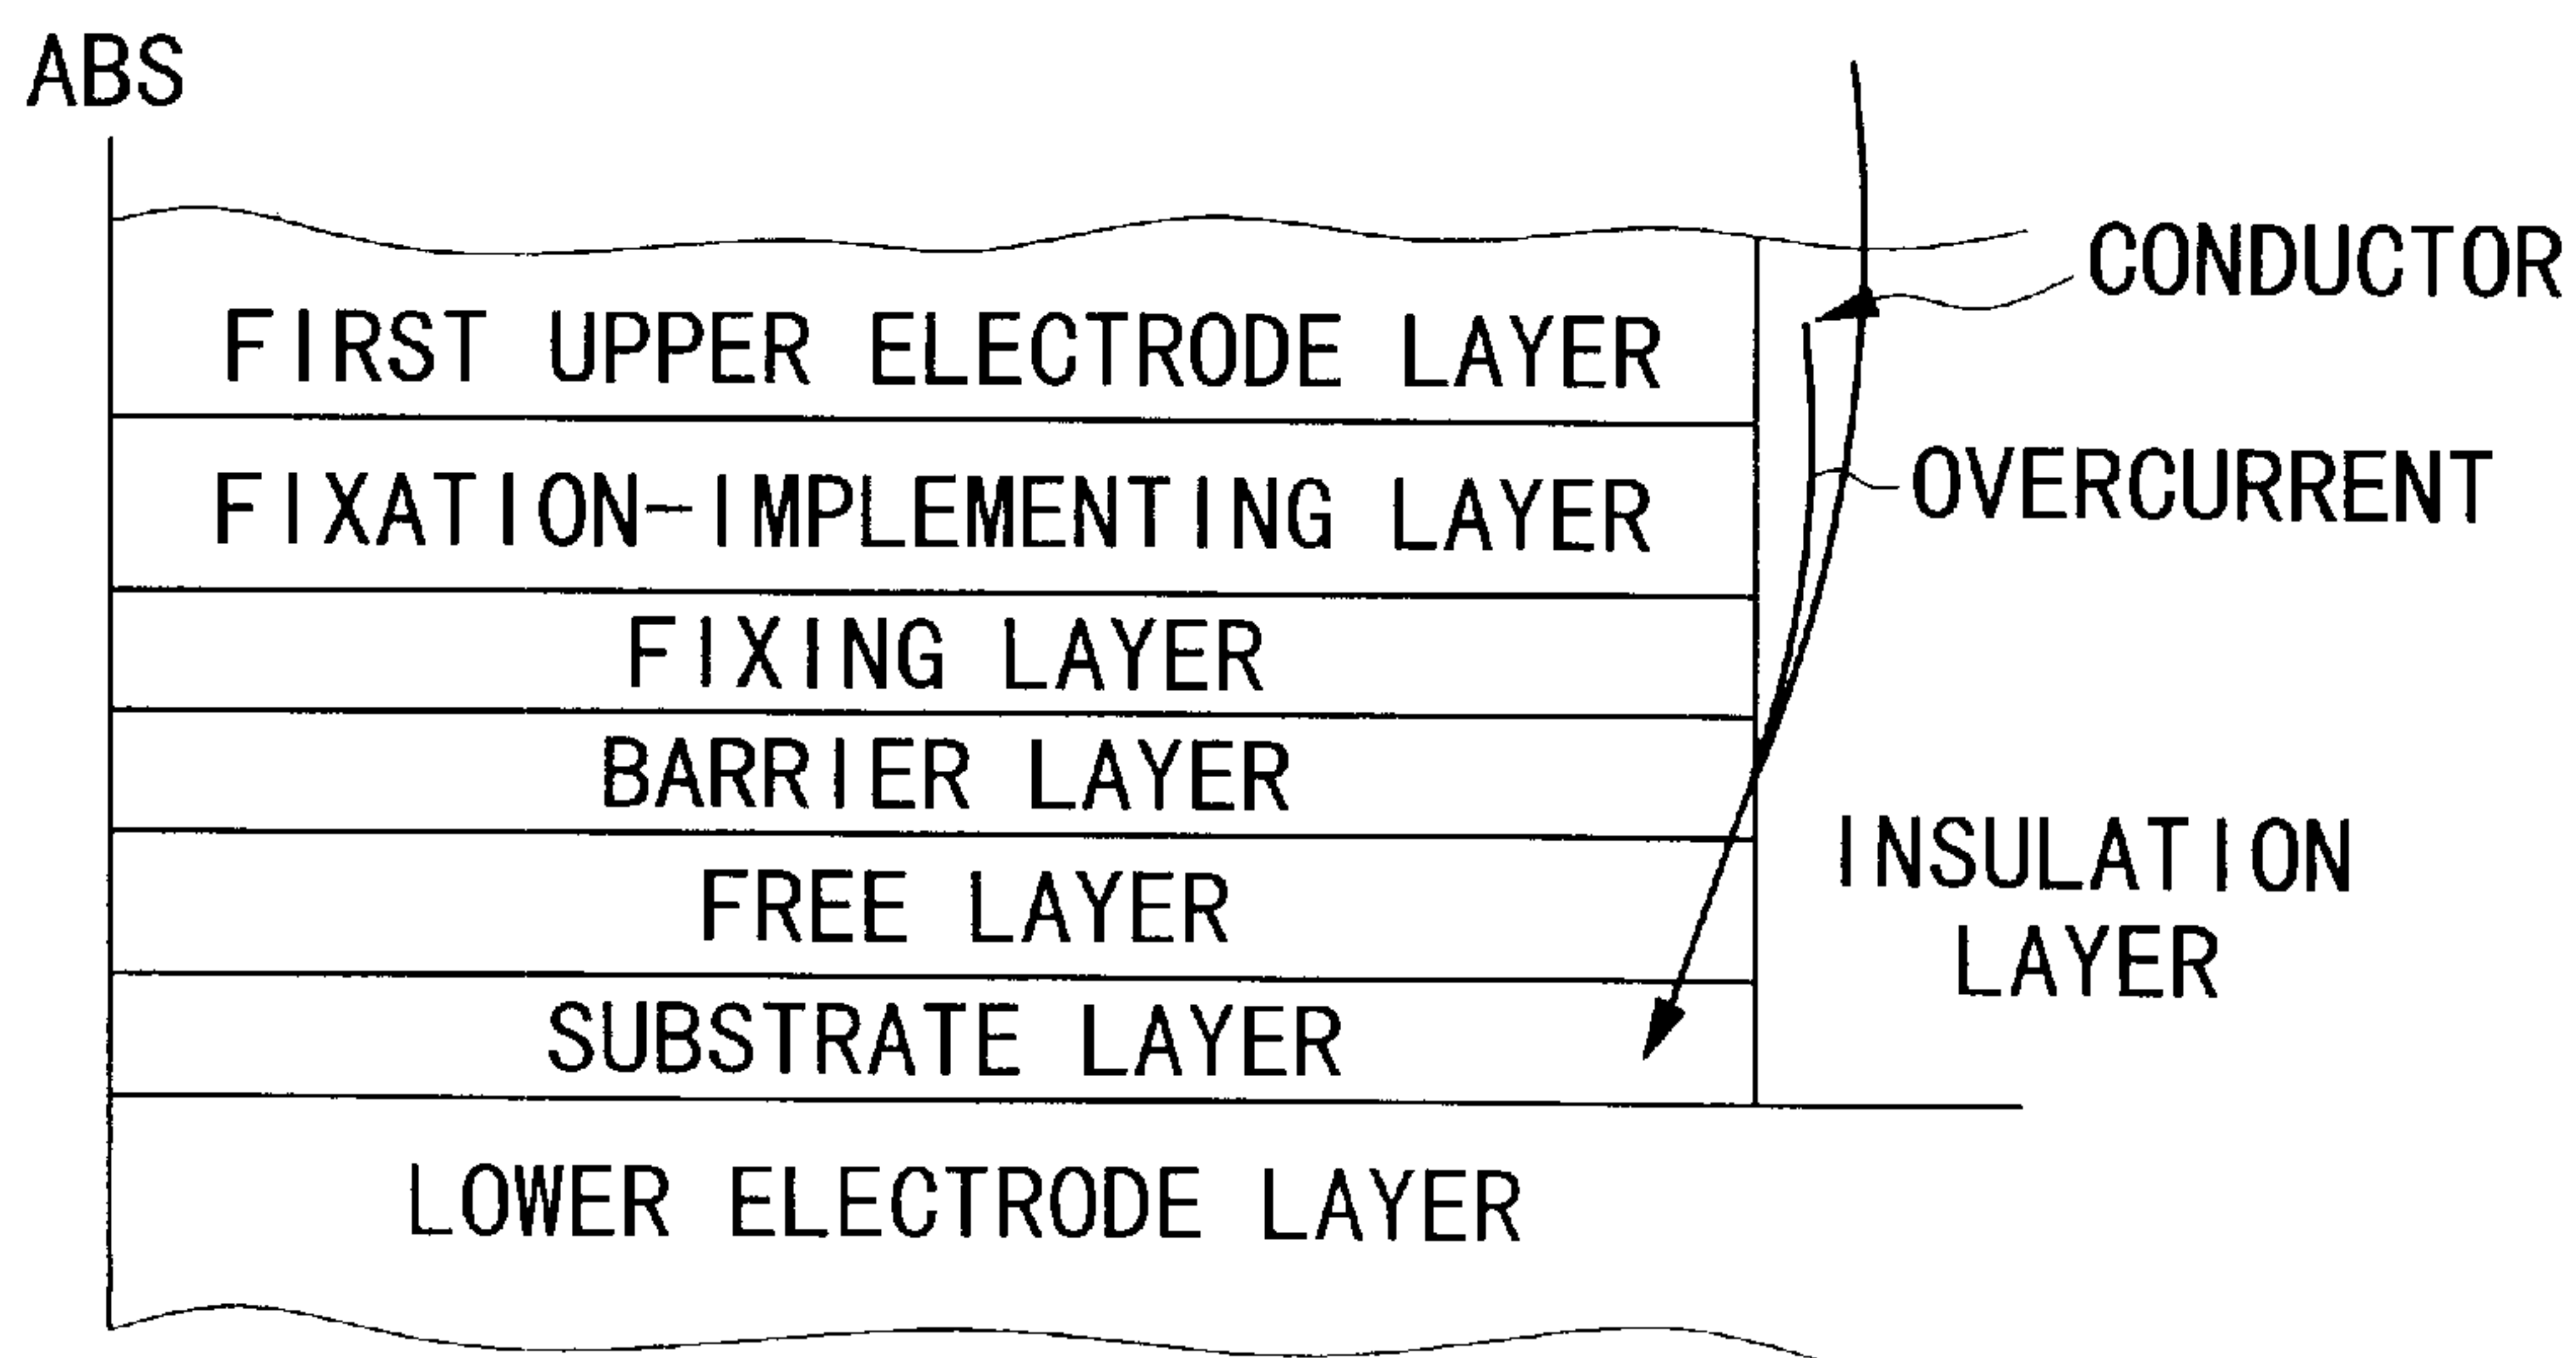 ABS
CONDUCTOR
FIRST UPPER ELECTRODE LAYER
FIXATION-IMPLEMENTING LAYER
OVERCURRENT
FIXING LAYER
BARRIER LAYER
INSULATION
LAYER
FREE LAYER
SUBSTRATE LAYER
LOWER ELECTRODE LAYER